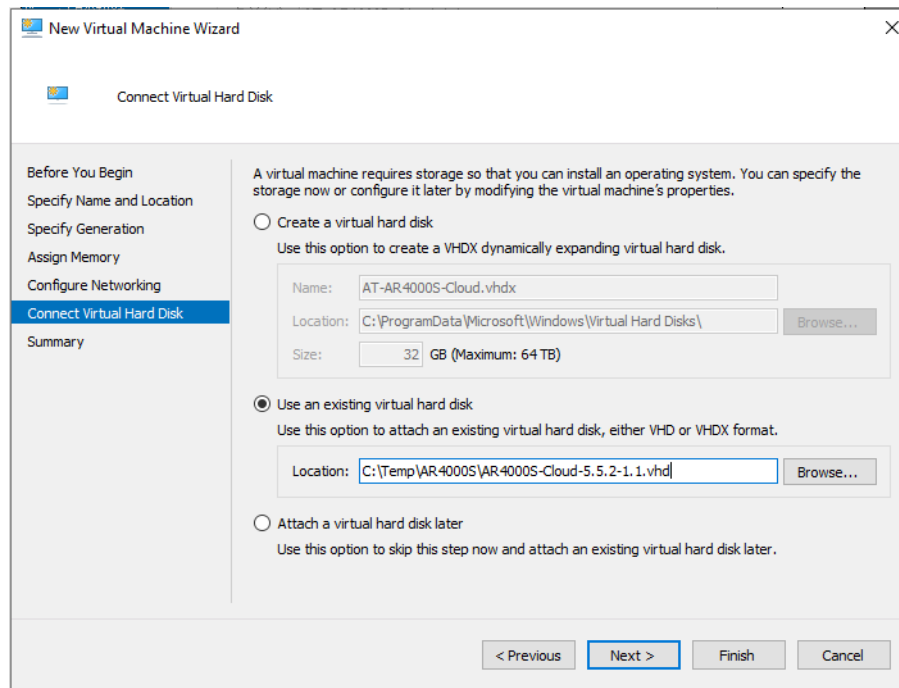 New Virtual Machine Wizard
Connect Virtual Hard Disk
Before You Begin
Specify Name and Location
Specify Generation
Assign Memory
Configure Networking
Connect Virtual Hard Disk
Summary
A virtual machine requires storage so that you can install an operating system. You can specify the
storage now or configure it later by modifying the virtual machine's properties.
Create a virtual hard disk
Use this option to create a VHDX dynamically expanding virtual hard disk.
Name: AT-AR4000S-Cloud.vhdx
Location: C:\ProgramData\Microsoft\Windows\Virtual Hard Disks\ Browse...
Size: 32 GB (Maximum: 64 TB)
Use an existing virtual hard disk
Use this option to attach an existing virtual hard disk, either VHD or VHDX format.
Location: C:\Temp\AR4000S\AR4000S-Cloud-5.5.2-1.1.vhd Browse...
Attach a virtual hard disk later
Use this option to skip this step now and attach an existing virtual hard disk later.
< Previous Next > Finish Cancel